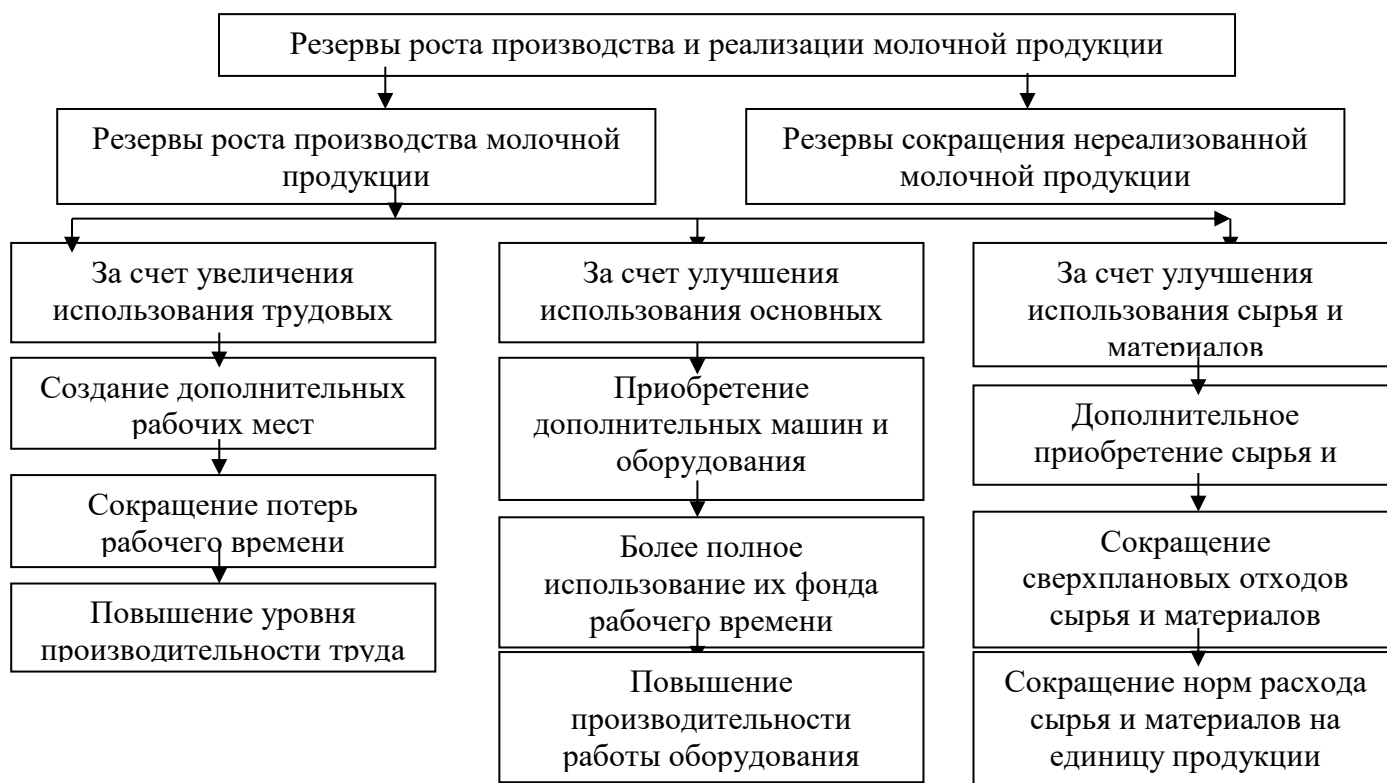 Резервы роста производства и реализации молочной продукции
Резервы роста производства молочной
продукции
Резервы сокращения нереализованной
молочной продукции
За счет увеличения
использования трудовых
За счет улучшения
использования основных
За счет улучшения
использования сырья и
материалов
Создание дополнительных
рабочих мест
Приобретение
дополнительных машин и
оборудования
Дополнительное
приобретение сырья и
Сокращение потерь
рабочего времени
Более полное
использование их фонда
рабочего времени
Сокращение
сверхплановых отходов
сырья и материалов
Повышение уровня
производительности труда
Повышение
производительности
работы оборудования
Сокращение норм расхода
сырья и материалов на
единицу продукции